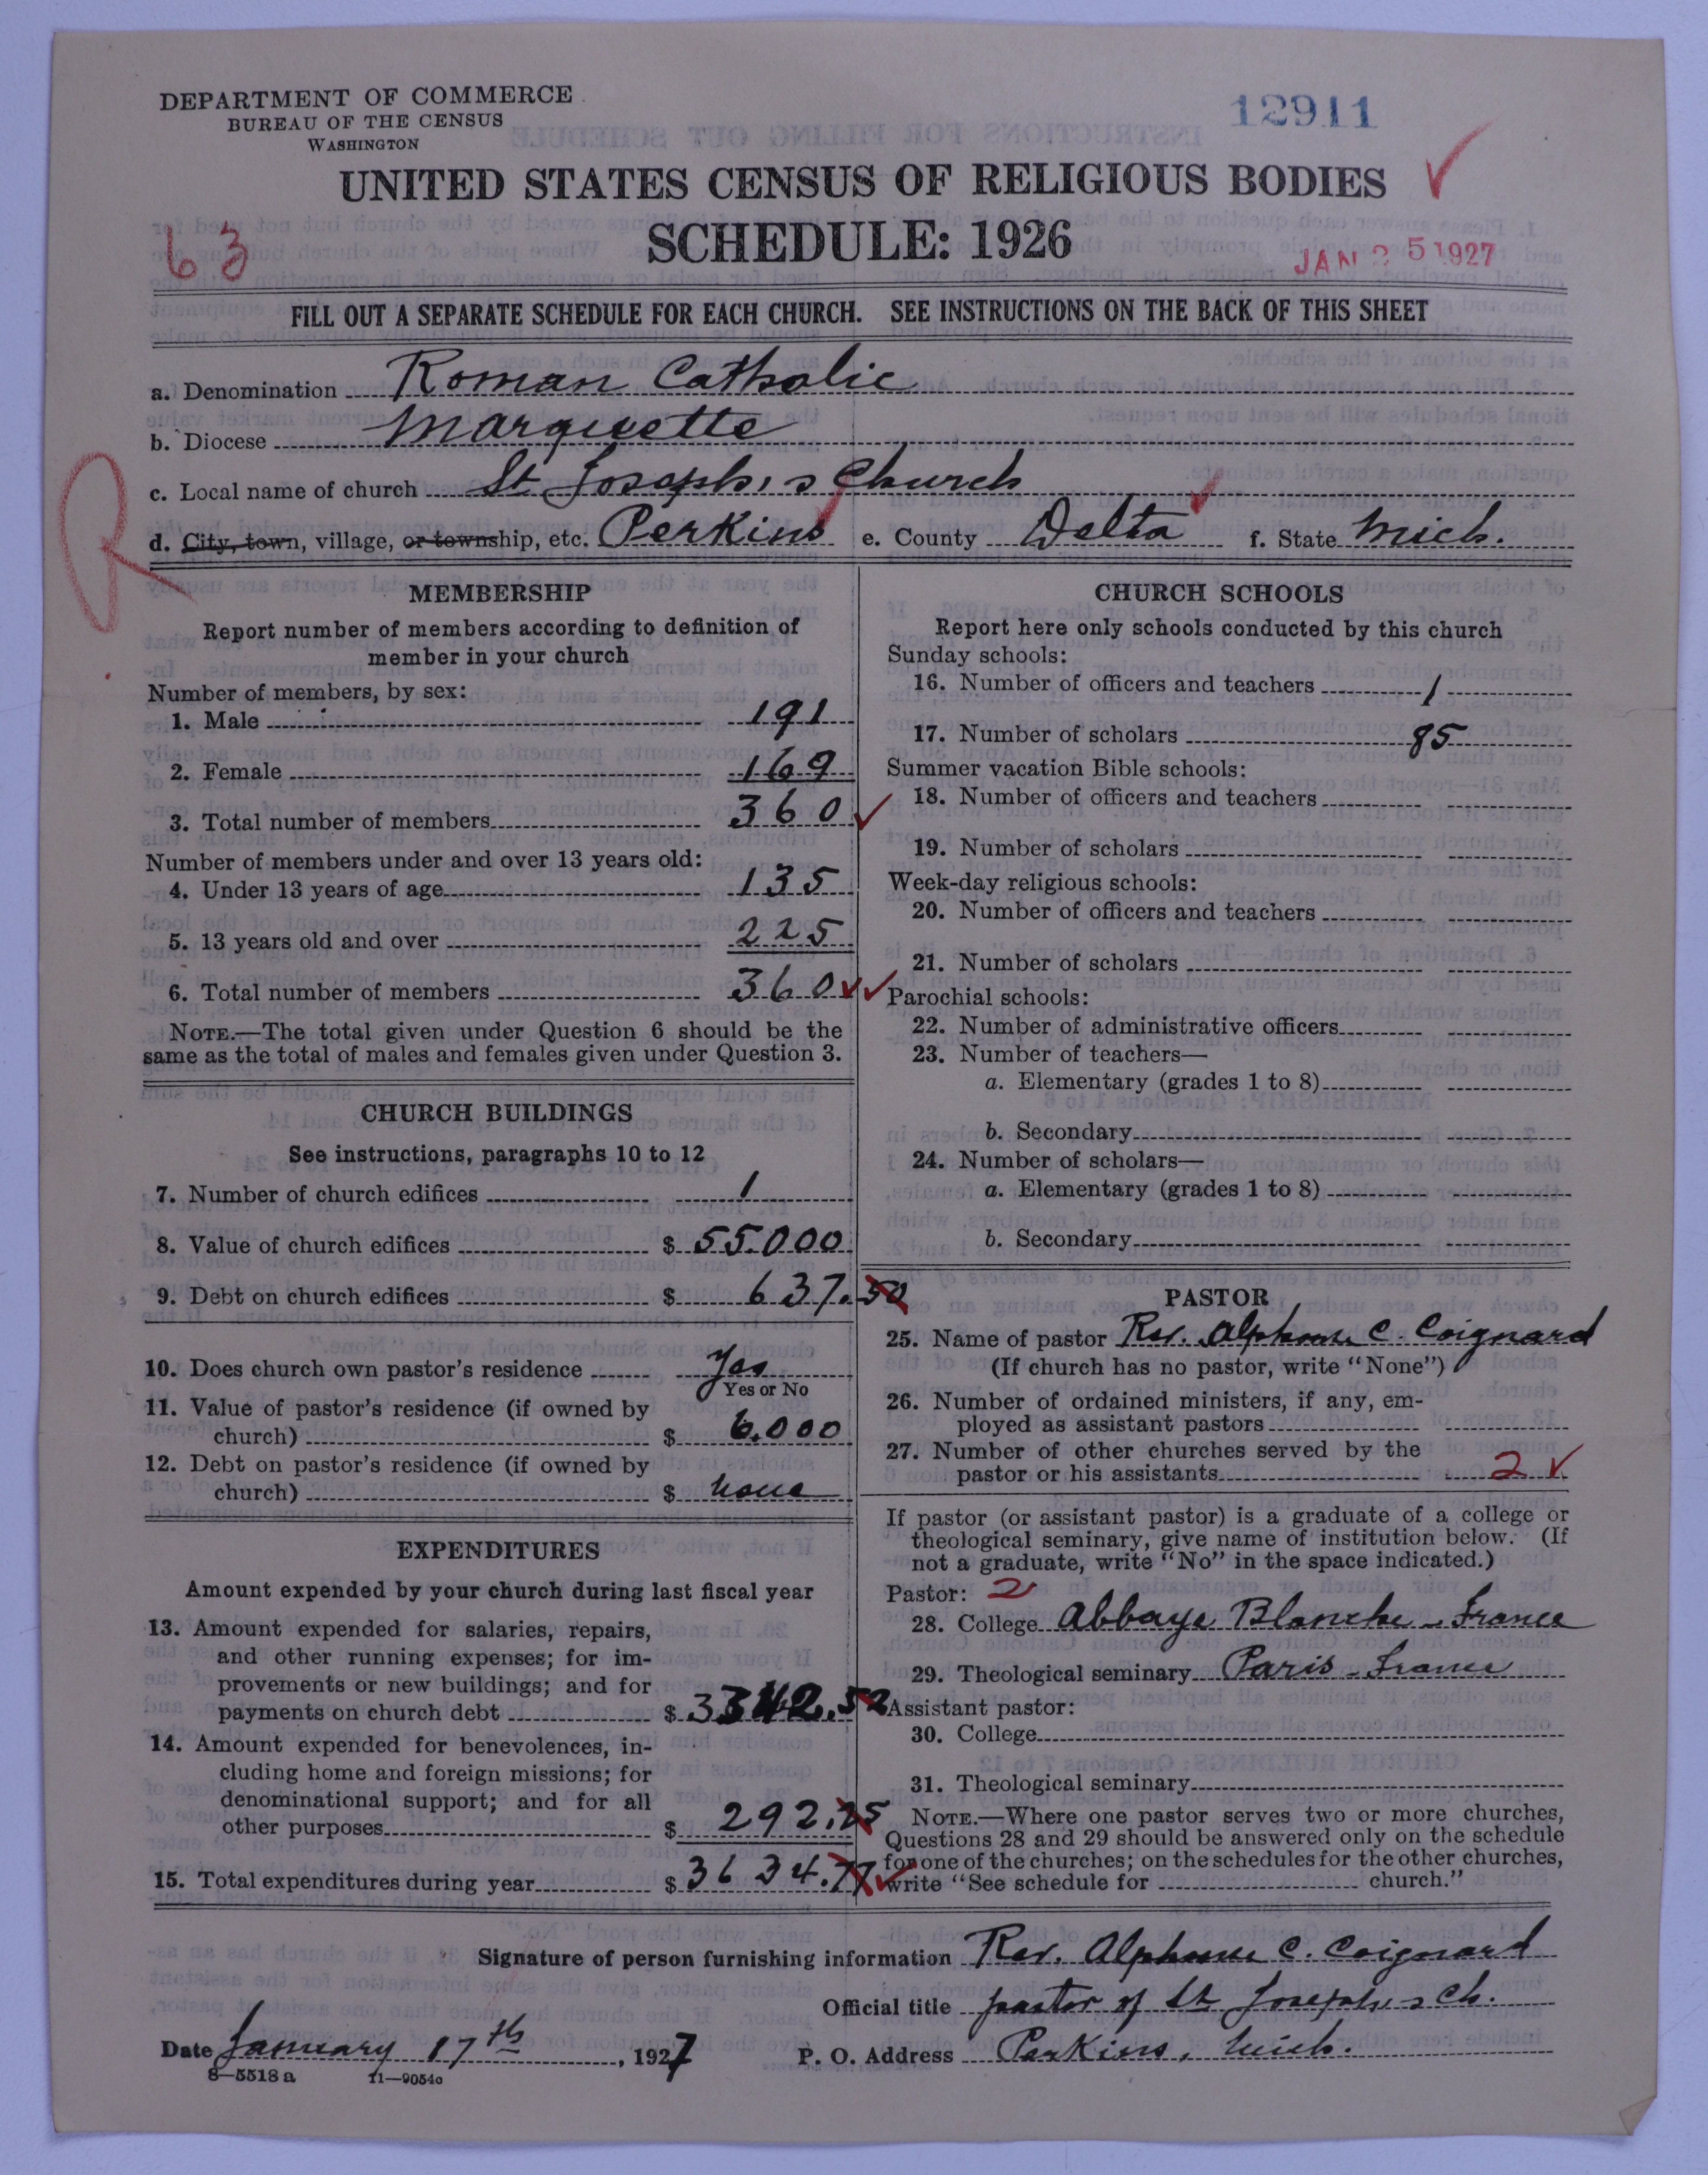 DEPARTMENT OF COMMERCE
BUREAU OF THE CENSUS
WASHINGTON
12911
UNITED STATES CENSUS OF RELIGIOUS BODIES
SCHEDULE: 1926
63
JAN 25 1927
FILL OUT A SEPARATE SCHEDULE FOR EACH CHURCH. SEE INSTRUCTIONS ON THE BACK OF THIS SHEET
a. Denomination Roman Catholic
b. Diocese Marquette
c. Local name of church St Joseph's Church
R
d. City, town, village, or township, etc. Perkins e. County Delta f. State Mich.
MEMBERSHIP
Report number of members according to definition of
member in your church
Number of members, by sex:
1. Male 191
2. Female 169
3. Total number of members 360
Number of members under and over 13 years old:
4. Under 13 years of age 135
5. 13 years old and over 225
6. Total number of members 360
NOTE.—The total given under Question 6 should be the
same as the total of males and females given under Question 3.
CHURCH BUILDINGS
See instructions, paragraphs 10 to 12
7. Number of church edifices 1
8. Value of church edifices $ 55.000
9. Debt on church edifices $ 637.50
10. Does church own pastor's residence Yes
Yes or No
11. Value of pastor's residence (if owned by
church) $ 6.000
12. Debt on pastor's residence (if owned by
church) $ none
EXPENDITURES
Amount expended by your church during last fiscal year
13. Amount expended for salaries, repairs,
and other running expenses; for im-
provements or new buildings; and for
payments on church debt $ 3342.52
14. Amount expended for benevolences, in-
cluding home and foreign missions; for
denominational support; and for all
other purposes $ 292.25
15. Total expenditures during year $ 3634.77
CHURCH SCHOOLS
Report here only schools conducted by this church
Sunday schools:
16. Number of officers and teachers 1
17. Number of scholars 85
Summer vacation Bible schools:
18. Number of officers and teachers
19. Number of scholars
Week-day religious schools:
20. Number of officers and teachers
21. Number of scholars
Parochial schools:
22. Number of administrative officers
23. Number of teachers—
a. Elementary (grades 1 to 8)
b. Secondary
24. Number of scholars—
a. Elementary (grades 1 to 8)
b. Secondary
PASTOR
25. Name of pastor Rev. Alphonse C. Coignard
(If church has no pastor, write "None")
26. Number of ordained ministers, if any, em-
ployed as assistant pastors
27. Number of other churches served by the
pastor or his assistants 2
If pastor (or assistant pastor) is a graduate of a college or
theological seminary, give name of institution below. (If
not a graduate, write "No" in the space indicated.)
Pastor: 2
28. College Abbaye Blanche - France
29. Theological seminary Paris - France
Assistant pastor:
30. College
31. Theological seminary
NOTE.—Where one pastor serves two or more churches,
Questions 28 and 29 should be answered only on the schedule
for one of the churches; on the schedules for the other churches,
write "See schedule for church."
Signature of person furnishing information Rev. Alphonse C. Coignard
Official title pastor of St Joseph's Ch.
Date January 17th, 1927 P. O. Address Perkins, Mich.
8—5518 a 11—9054a